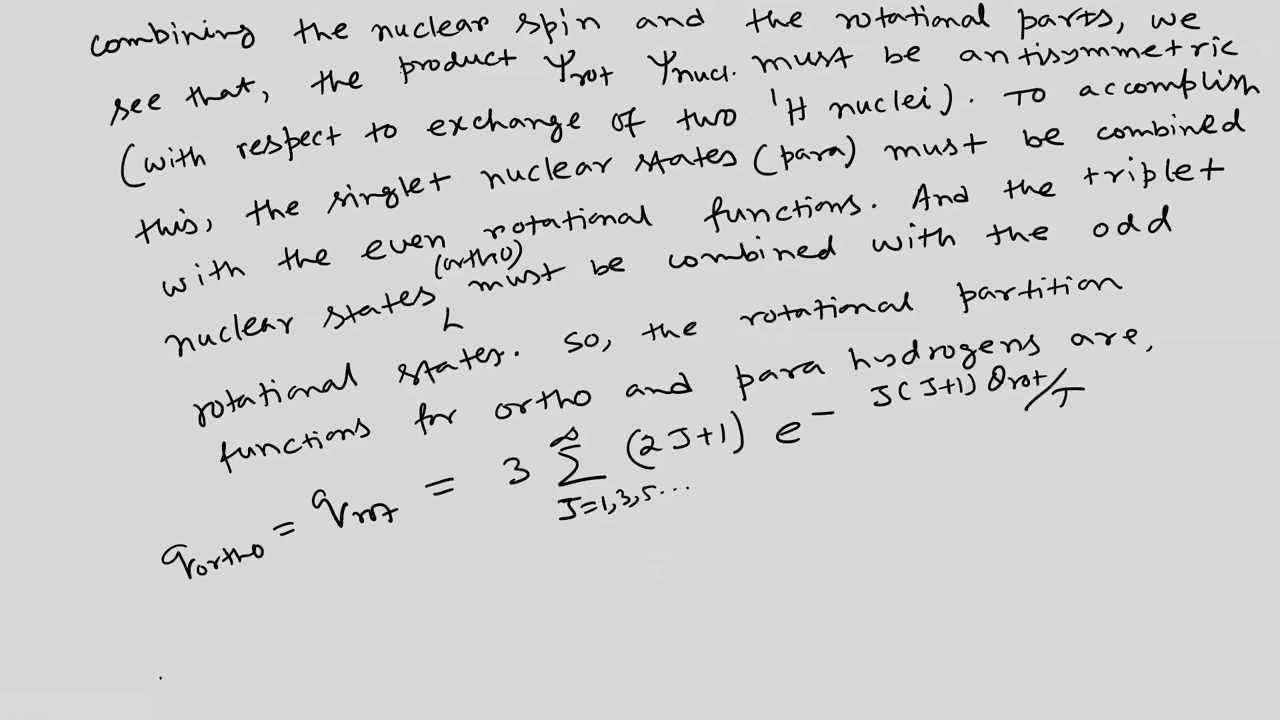 combining the nuclear spin and the rotational parts, we
see that, the product Ψrot Ψnucl. must be antisymmetric
(with respect to exchange of two ¹H nuclei). To accomplish
this, the singlet nuclear states (para) must be combined
with the even rotational functions. And the triplet
nuclear states (ortho) must be combined with the odd
rotational states. So, the rotational partition
functions for ortho and para hydrogens are,
qortho = qrot = 3 ∑_{J=1,3,5...}^{∞} (2J+1) e^{-J(J+1) θrot/T}